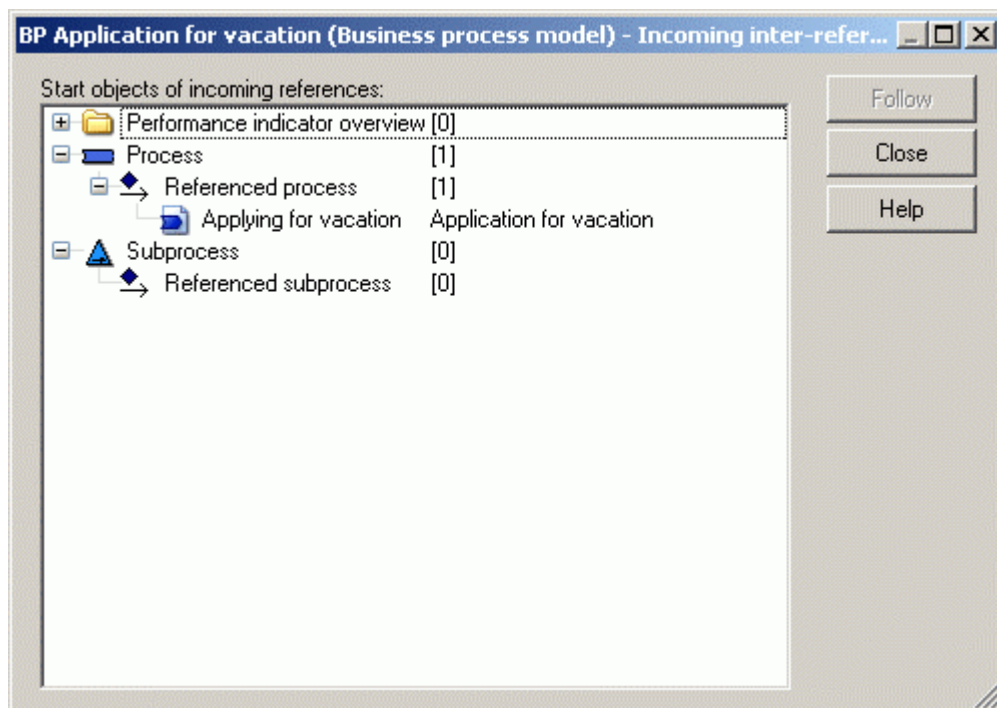 BP Application for vacation (Business process model) - Incoming inter-refer...
Start objects of incoming references:
Follow
Performance indicator overview [0]
Process [1]
Close
Referenced process [1]
Help
Applying for vacation Application for vacation
Subprocess [0]
Referenced subprocess [0]